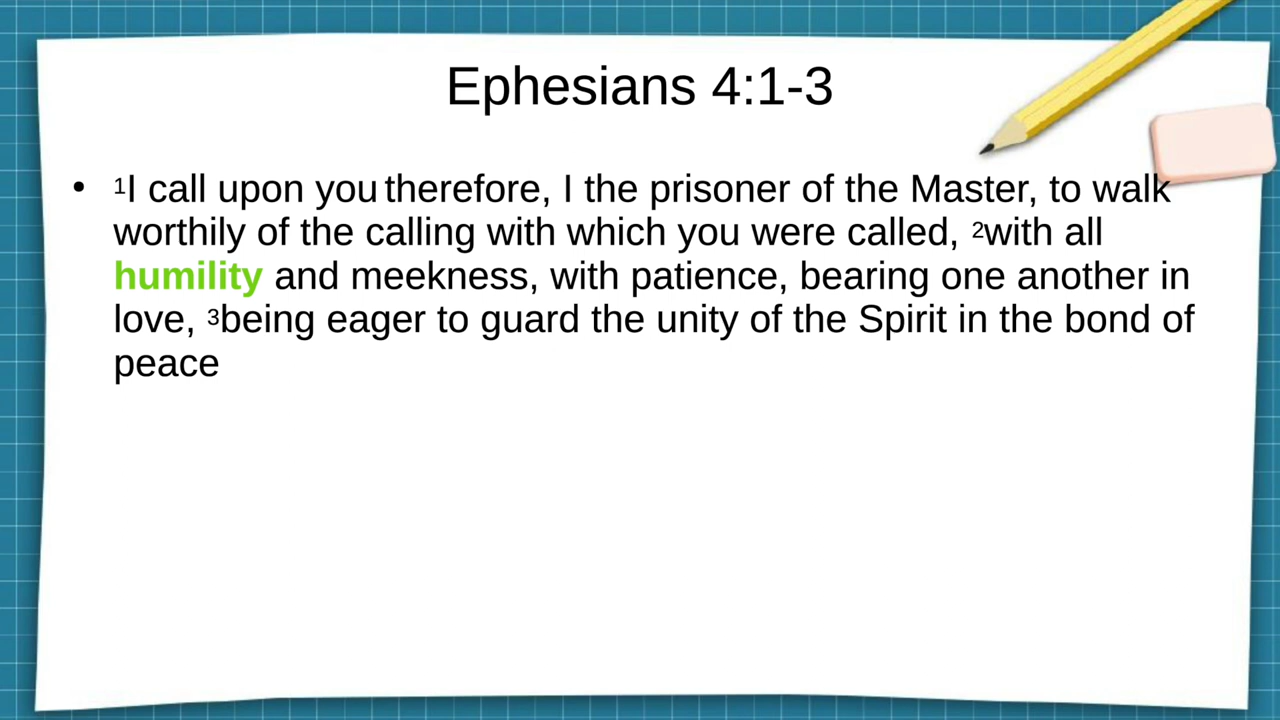 Ephesians 4:1-3
• ¹I call upon you therefore, I the prisoner of the Master, to walk
worthily of the calling with which you were called, ²with all
humility and meekness, with patience, bearing one another in
love, ³being eager to guard the unity of the Spirit in the bond of
peace